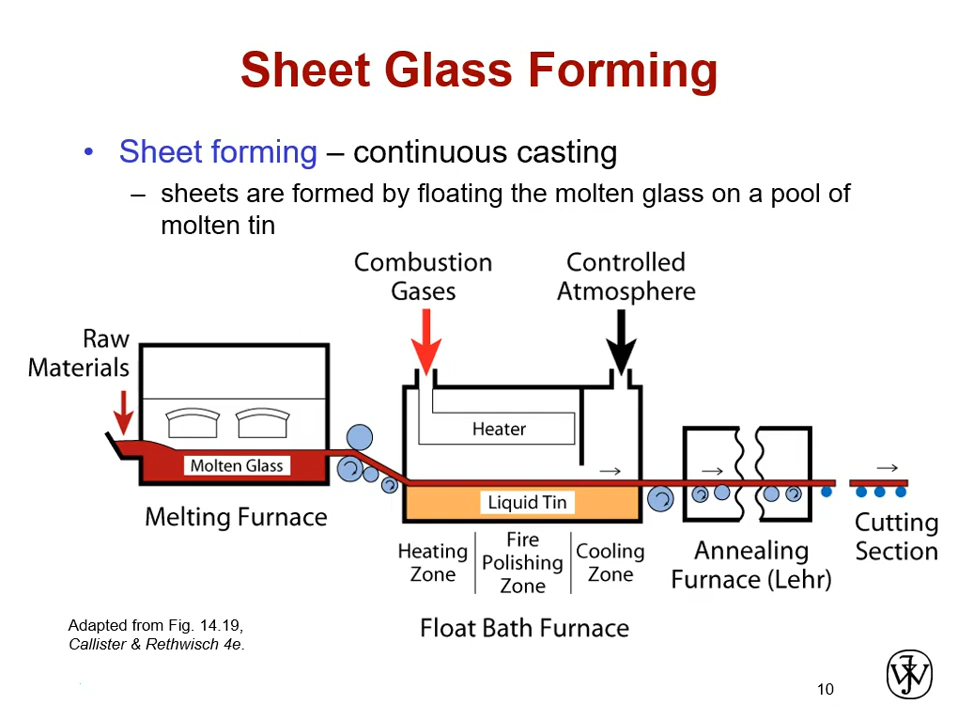 Sheet Glass Forming
• Sheet forming – continuous casting
– sheets are formed by floating the molten glass on a pool of
molten tin
Combustion
Gases
Controlled
Atmosphere
Raw
Materials
Heater
Molten Glass
Liquid Tin
Melting Furnace
Heating
Zone
Fire
Polishing
Zone
Cooling
Zone
Annealing
Furnace (Lehr)
Cutting
Section
Float Bath Furnace
Adapted from Fig. 14.19,
Callister & Rethwisch 4e.
10